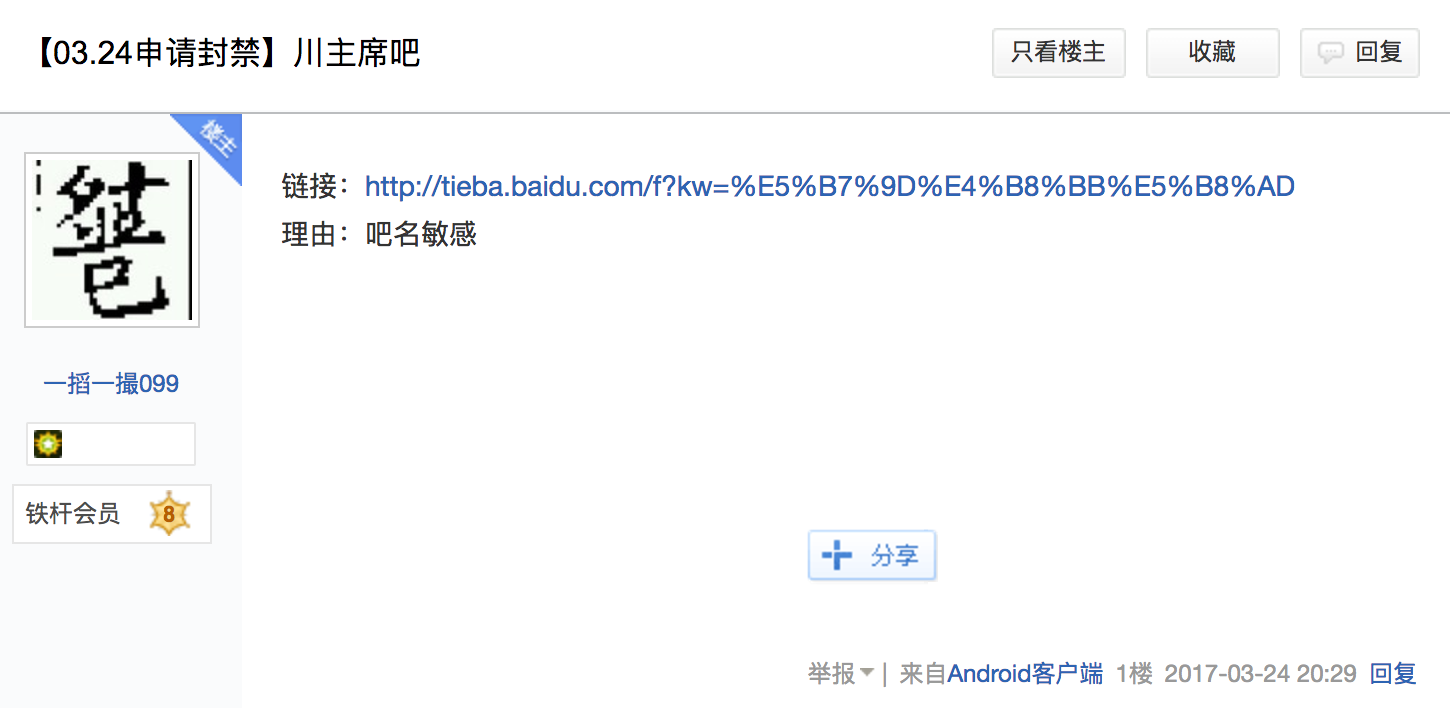 【03.24申请封禁】川主席吧
只看楼主
收藏
回复
楼主
链接：http://tieba.baidu.com/f?kw=%E5%B7%9D%E4%B8%BB%E5%B8%AD
理由：吧名敏感
一搯一撮099
铁杆会员 8
分享
举报 | 来自Android客户端 1楼 2017-03-24 20:29 回复